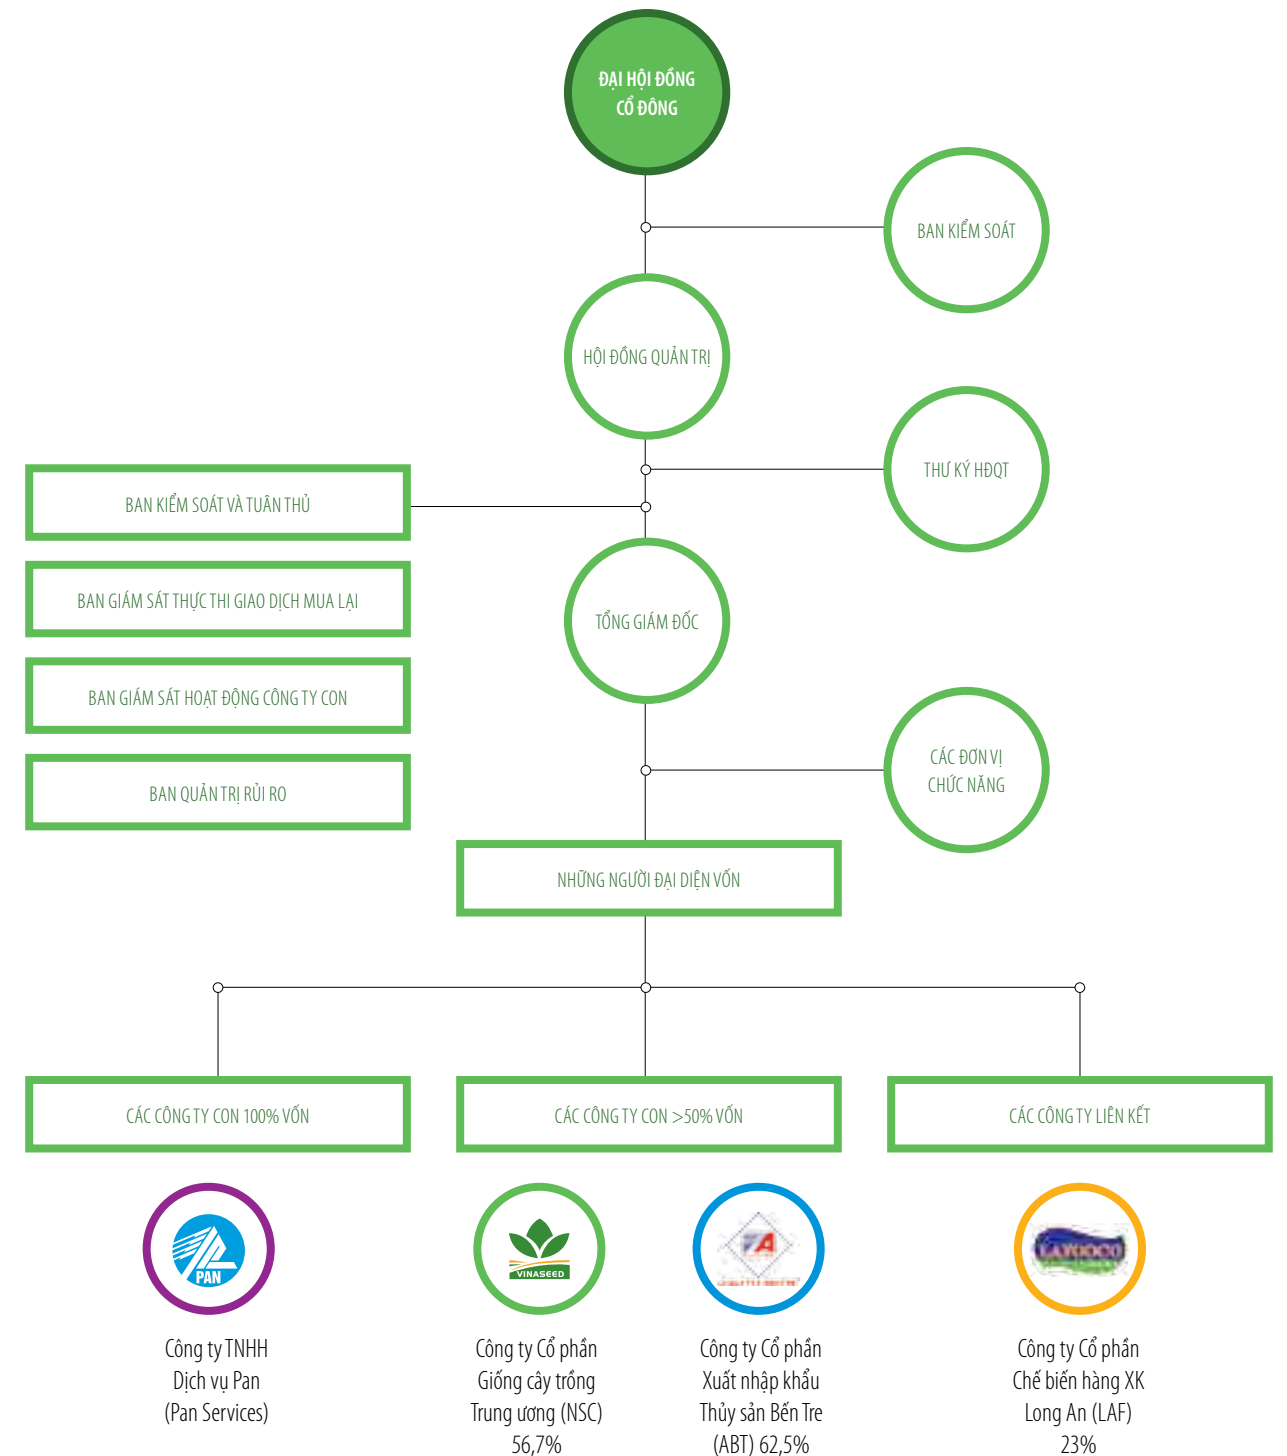 ĐẠI HỘI ĐỒNG
CỔ ĐÔNG
BAN KIỂM SOÁT
HỘI ĐỒNG QUẢN TRỊ
THƯ KÝ HĐQT
BAN KIỂM SOÁT VÀ TUÂN THỦ
BAN GIÁM SÁT THỰC THI GIAO DỊCH MUA LẠI
TỔNG GIÁM ĐỐC
BAN GIÁM SÁT HOẠT ĐỘNG CÔNG TY CON
CÁC ĐƠN VỊ
CHỨC NĂNG
BAN QUẢN TRỊ RỦI RO
NHỮNG NGƯỜI ĐẠI DIỆN VỐN
CÁC CÔNG TY CON 100% VỐN
CÁC CÔNG TY CON >50% VỐN
CÁC CÔNG TY LIÊN KẾT
PAN
VINASEED
Công ty TNHH
Dịch vụ Pan
(Pan Services)
Công ty Cổ phần
Giống cây trồng
Trung ương (NSC)
56,7%
Công ty Cổ phần
Xuất nhập khẩu
Thủy sản Bến Tre
(ABT) 62,5%
Công ty Cổ phần
Chế biến hàng XK
Long An (LAF)
23%